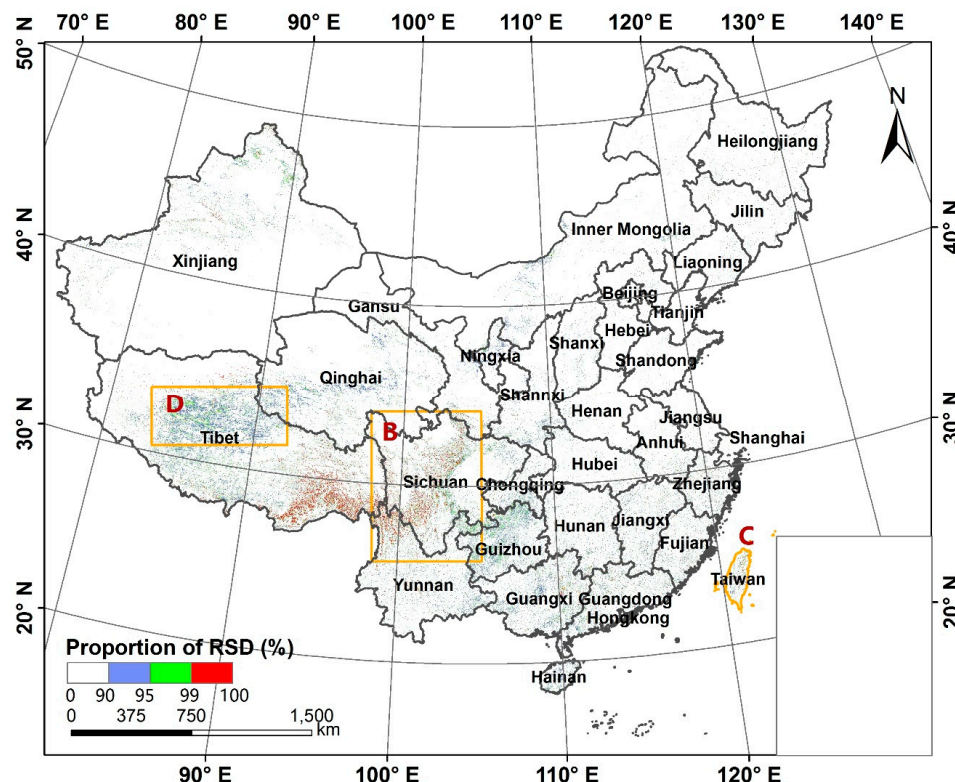 70° E 80° E 90° E 100° E 110° E 120° E 130° E 140° E
50° N
N
Heilongjiang
Jilin
40° N
40° N
Inner Mongolia
Xinjiang
Liaoning
Beijing
Tianjin
Gansu
Hebei
Shanxi
Ningxia
Shandong
Qinghai
Shannxi
D
Henan
Jiangsu
30° N
30° N
B
Tibet
Anhui
Shanghai
Hubei
Sichuan
Chongqing
Zhejiang
Hunan
Jiangxi
C
Guizhou
Fujian
Taiwan
Yunnan
Guangxi
Guangdong
20° N
20° N
Hongkong
Proportion of RSD (%)
Hainan
0 90 95 99 100
0 375 750 1,500
km
90° E 100° E 110° E 120° E